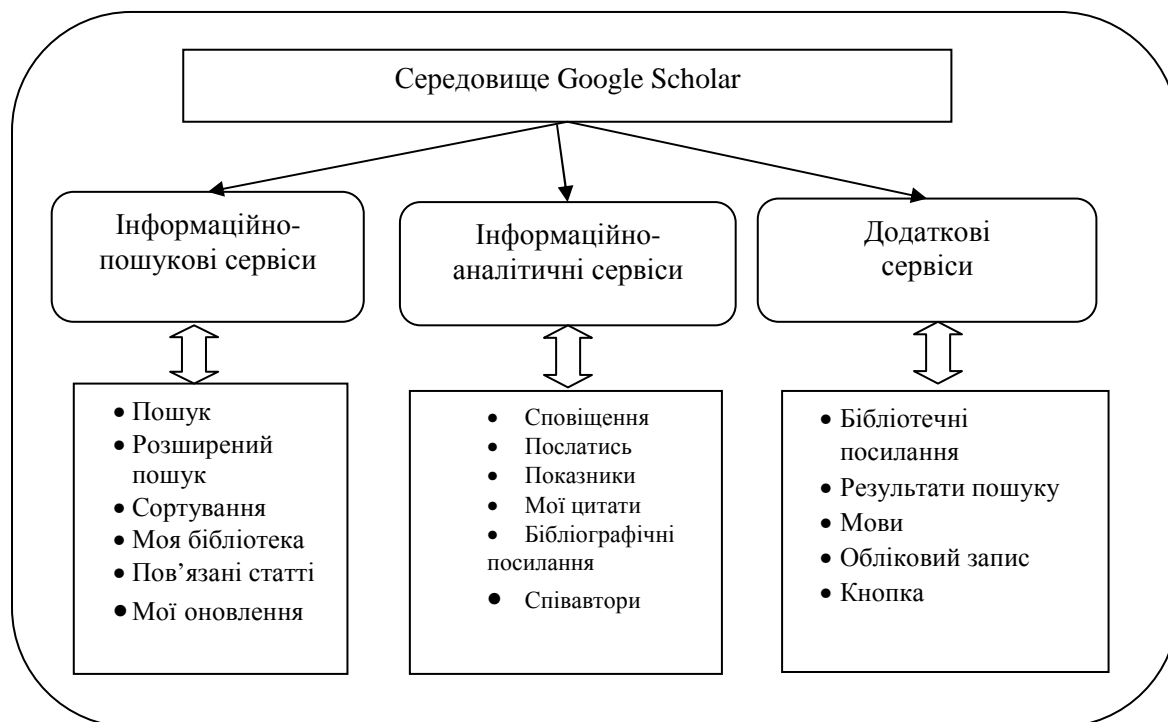 Середовище Google Scholar
Інформаційно-
пошукові сервіси
Інформаційно-
аналітичні сервіси
Додаткові
сервіси
• Пошук
• Розширений
пошук
• Сортування
• Моя бібліотека
• Пов’язані статті
• Мої оновлення
• Сповіщення
• Послатись
• Показники
• Мої цитати
• Бібліографічні
посилання
• Співавтори
• Бібліотечні
посилання
• Результати пошуку
• Мови
• Обліковий запис
• Кнопка